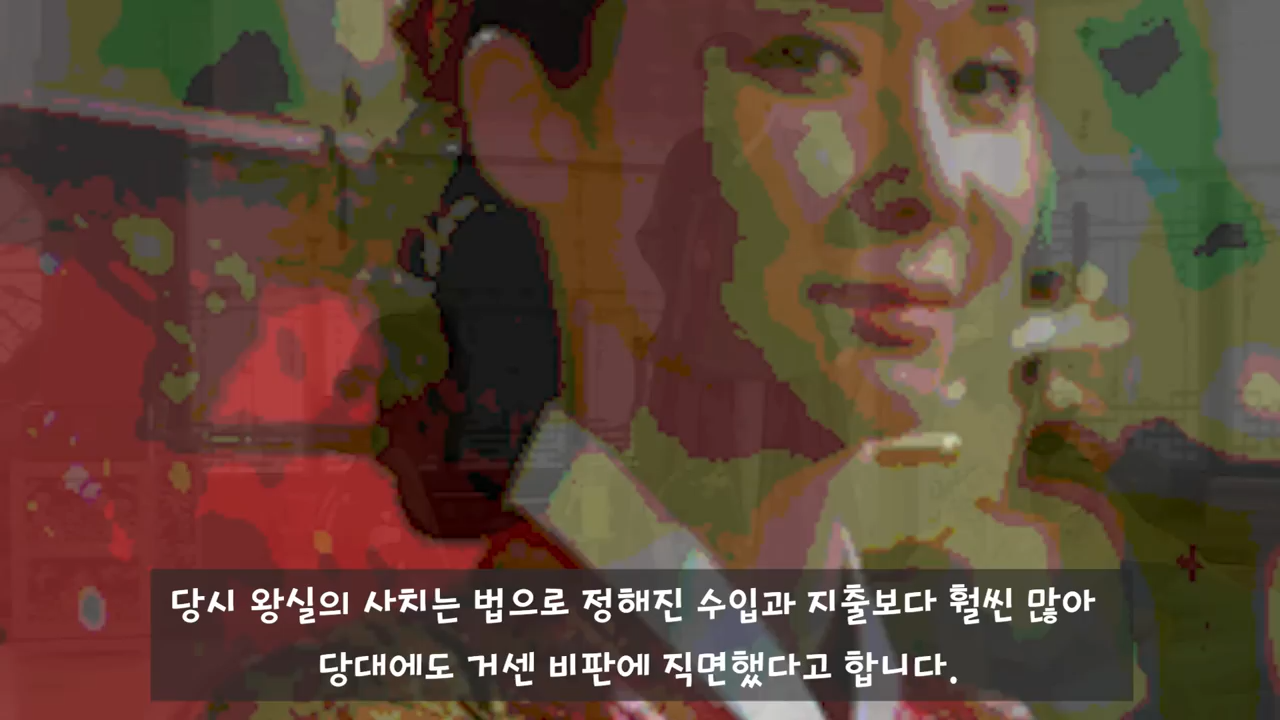 당시 왕실의 사치는 법으로 정해진 수입과 지출보다 훨씬 많아
당대에도 거센 비판에 직면했다고 합니다.